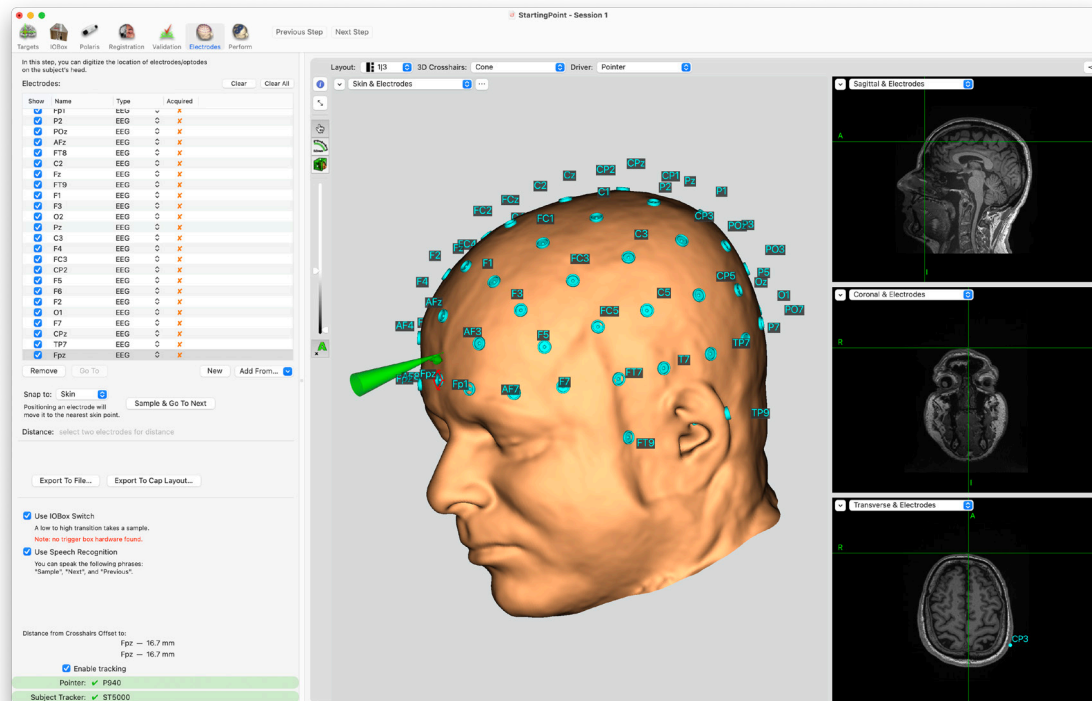 StartingPoint - Session 1
Targets IOBox Polaris Registration Validation Electrodes Perform Previous Step Next Step
In this step, you can digitize the location of electrodes/optodes
on the subject's head.
Electrodes: Clear Clear All
Show Name Type Acquired
Fp1 EEG
P2 EEG
POz EEG
AFz EEG
FT8 EEG
C2 EEG
Fz EEG
FT9 EEG
F1 EEG
F3 EEG
O2 EEG
Pz EEG
C3 EEG
F4 EEG
FC3 EEG
CP2 EEG
F5 EEG
F6 EEG
F2 EEG
O1 EEG
F7 EEG
CPz EEG
TP7 EEG
Fpz EEG
Remove Go To New Add From...
Snap to: Skin
Positioning an electrode will
move it to the nearest skin point.
Sample & Go To Next
Distance: select two electrodes for distance
Export To File... Export To Cap Layout...
Use IOBox Switch
A low to high transition takes a sample.
Note: no trigger box hardware found.
Use Speech Recognition
You can speak the following phrases:
"Sample", "Next", and "Previous".
Distance from Crosshairs Offset to:
Fpz — 16.7 mm
Fpz — 16.7 mm
Enable tracking
Pointer: P940
Subject Tracker: ST5000
Layout: 1|3 3D Crosshairs: Cone Driver: Pointer
Skin & Electrodes
CPz
CP2
Cz
CP1
Pz
C2
C1
P2
P1
FCz
FC2
FC1
CP3
C3
PO3
F2
F1
FC3
P5
CP5
Oz
F4
F3
C5
O1
AFz
FC5
PO7
AF4
AF3
F5
P7
TP7
T7
Fpz
Fp1
AF7
F7
FT7
TP9
FT9
Sagittal & Electrodes
A
I
Coronal & Electrodes
R
I
Transverse & Electrodes
A
R
CP3